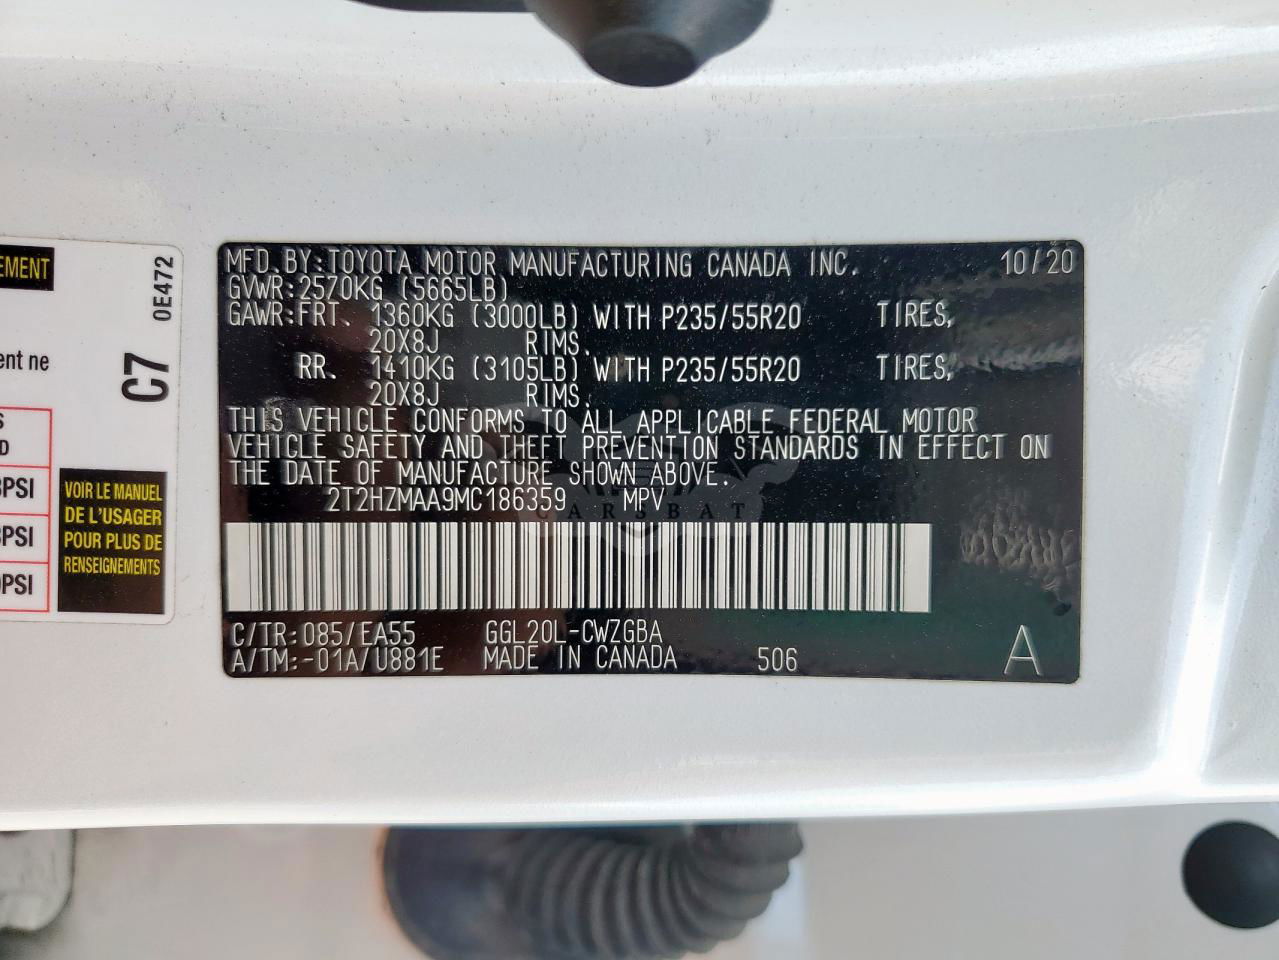 EMENT
0E472
ent ne
C7
S
D
PSI
PSI
PSI
VOIR LE MANUEL
DE L'USAGER
POUR PLUS DE
RENSEIGNEMENTS
MFD.BY:TOYOTA MOTOR MANUFACTURING CANADA INC. 10/20
GVWR:2570KG (5665LB)
GAWR:FRT. 1360KG (3000LB) WITH P235/55R20 TIRES,
20X8J RIMS.
RR. 1410KG (3105LB) WITH P235/55R20 TIRES,
20X8J RIMS.
THIS VEHICLE CONFORMS TO ALL APPLICABLE FEDERAL MOTOR
VEHICLE SAFETY AND THEFT PREVENTION STANDARDS IN EFFECT ON
THE DATE OF MANUFACTURE SHOWN ABOVE.
2T2HZMAA9MC186359 MPV
CARSBAT
C/TR:085/EA55 GGL20L-CWZGBA
A/TM:-01A/U881E MADE IN CANADA 506 A